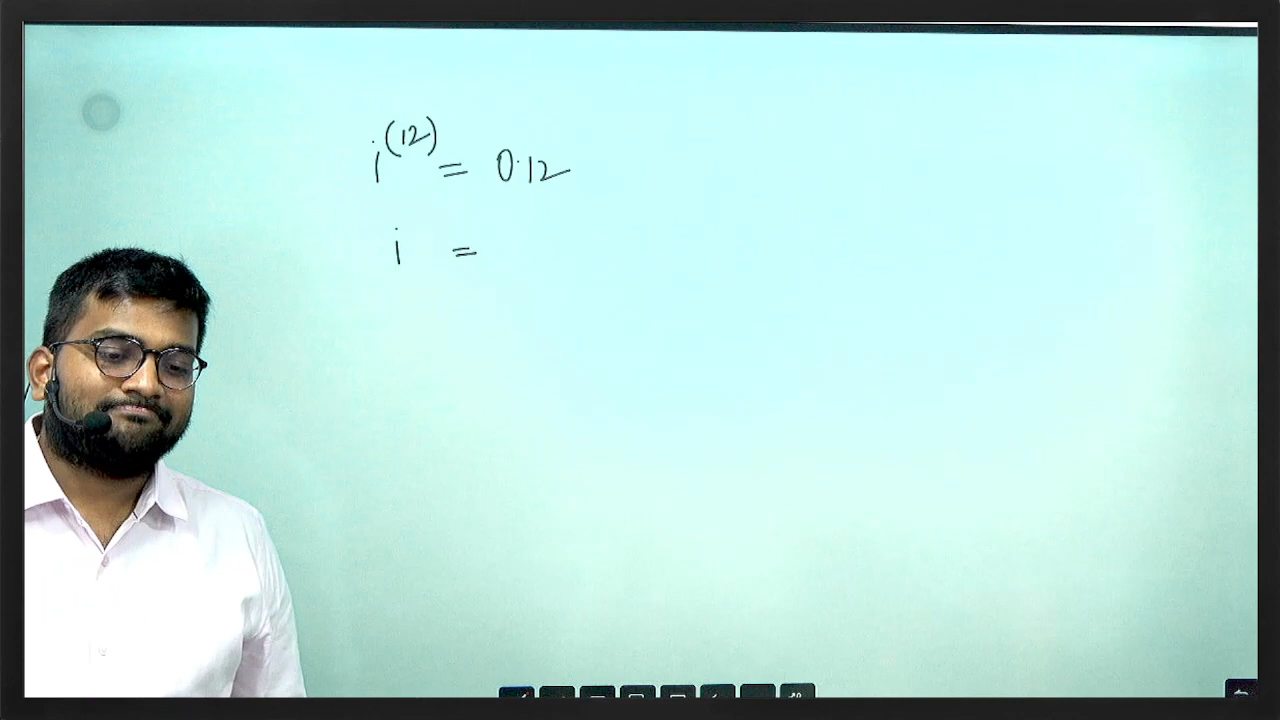 i^(12) = 0.12
i =